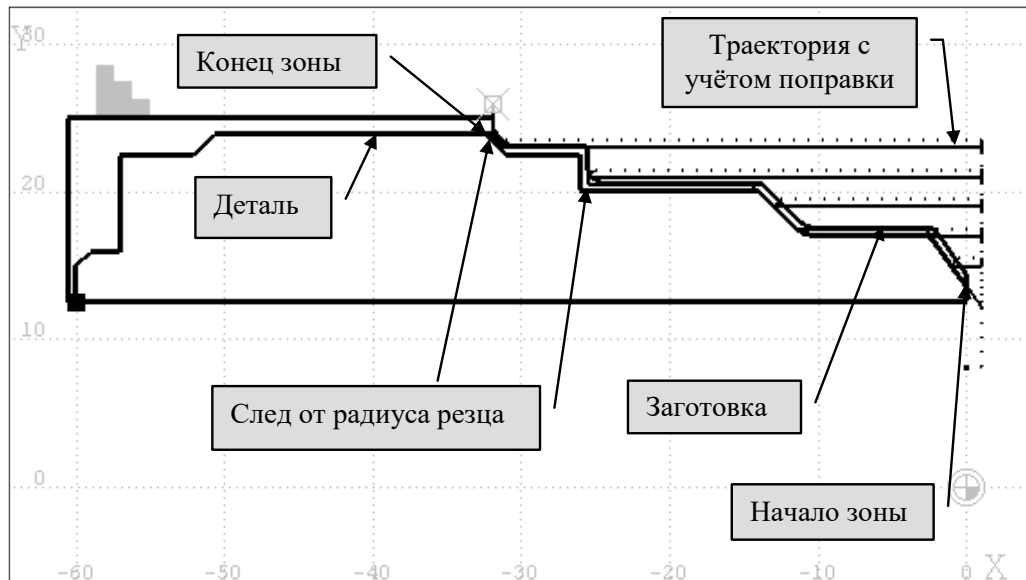 Y
30
Конец зоны
Траектория с
учётом поправки
20
Деталь
10
След от радиуса резца
Заготовка
0
Начало зоны
-60
-50
-40
-30
-20
-10
0
X